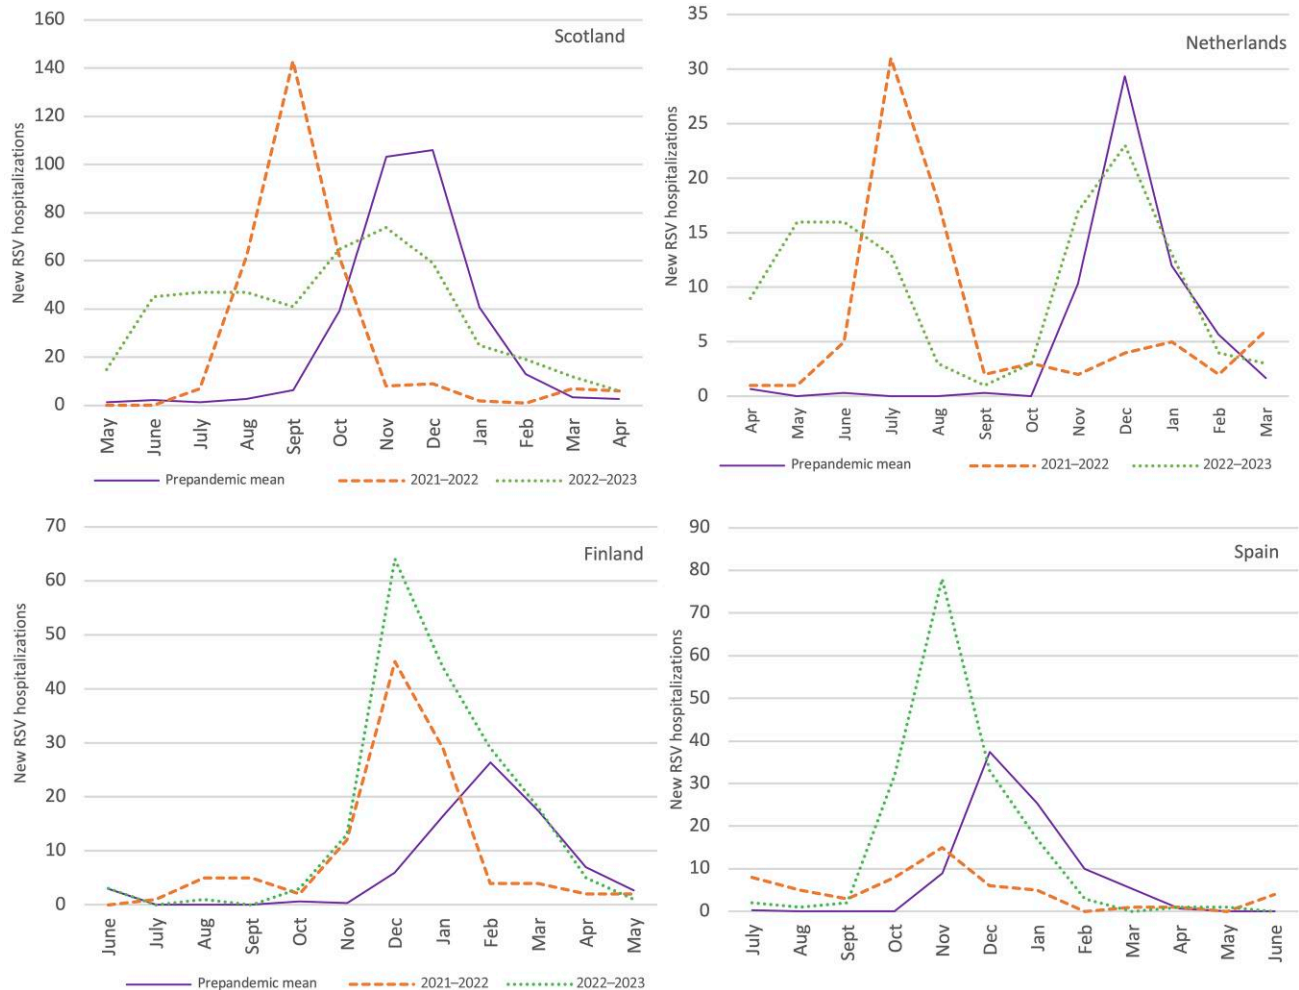 Scotland
New RSV hospitalizations
160
140
120
100
80
60
40
20
0
May June July Aug Sept Oct Nov Dec Jan Feb Mar Apr
Prepandemic mean 2021–2022 2022–2023
Netherlands
New RSV hospitalizations
35
30
25
20
15
10
5
0
Apr May June July Aug Sept Oct Nov Dec Jan Feb Mar
Prepandemic mean 2021–2022 2022–2023
Finland
New RSV hospitalizations
70
60
50
40
30
20
10
0
June July Aug Sept Oct Nov Dec Jan Feb Mar Apr May
Prepandemic mean 2021–2022 2022–2023
Spain
New RSV hospitalizations
90
80
70
60
50
40
30
20
10
0
July Aug Sept Oct Nov Dec Jan Feb Mar Apr May June